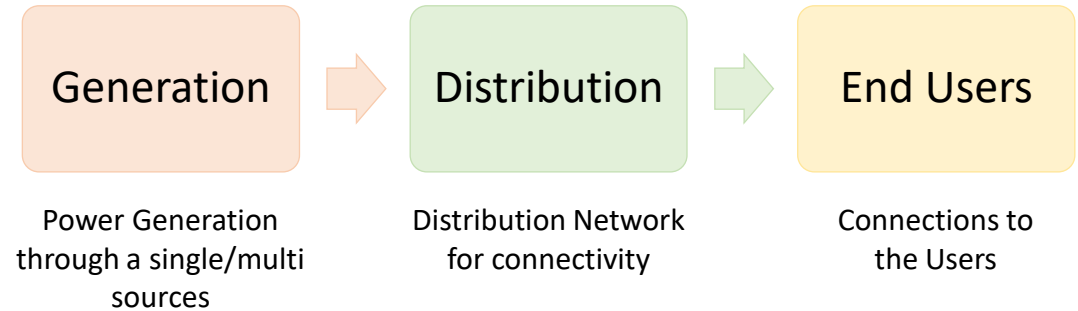 Generation
Distribution
End Users
Power Generation
through a single/multi
sources
Distribution Network
for connectivity
Connections to
the Users